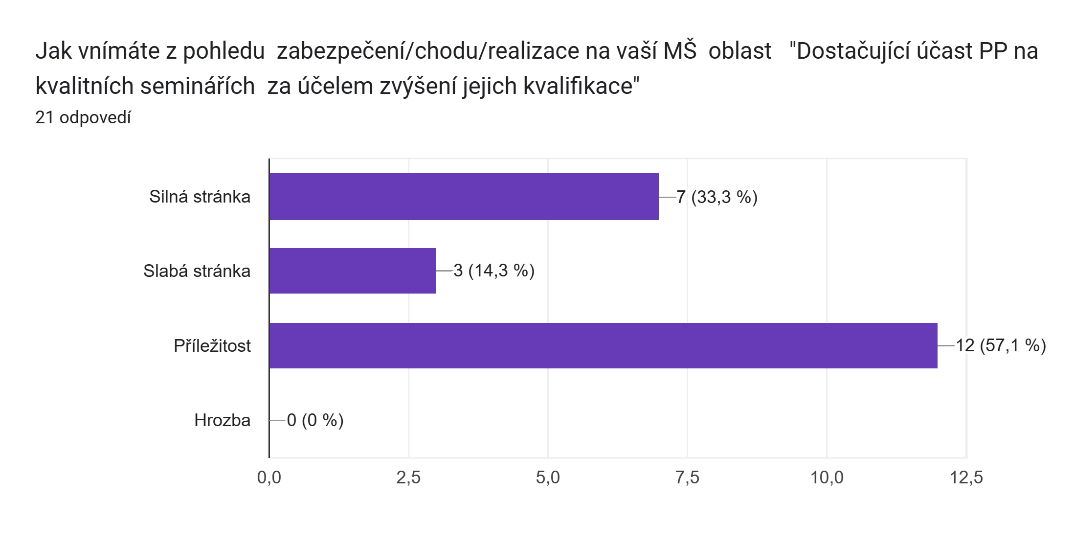 Jak vnímáte z pohledu  zabezpečení/chodu/realizace na vaší MŠ  oblast   "Dostačující účast PP na
kvalitních seminářích  za účelem zvýšení jejich kvalifikace"
21 odpovedí
Silná stránka
7 (33,3 %)
Slabá stránka
3 (14,3 %)
Příležitost
12 (57,1 %)
Hrozba
0 (0 %)
0,0 2,5 5,0 7,5 10,0 12,5